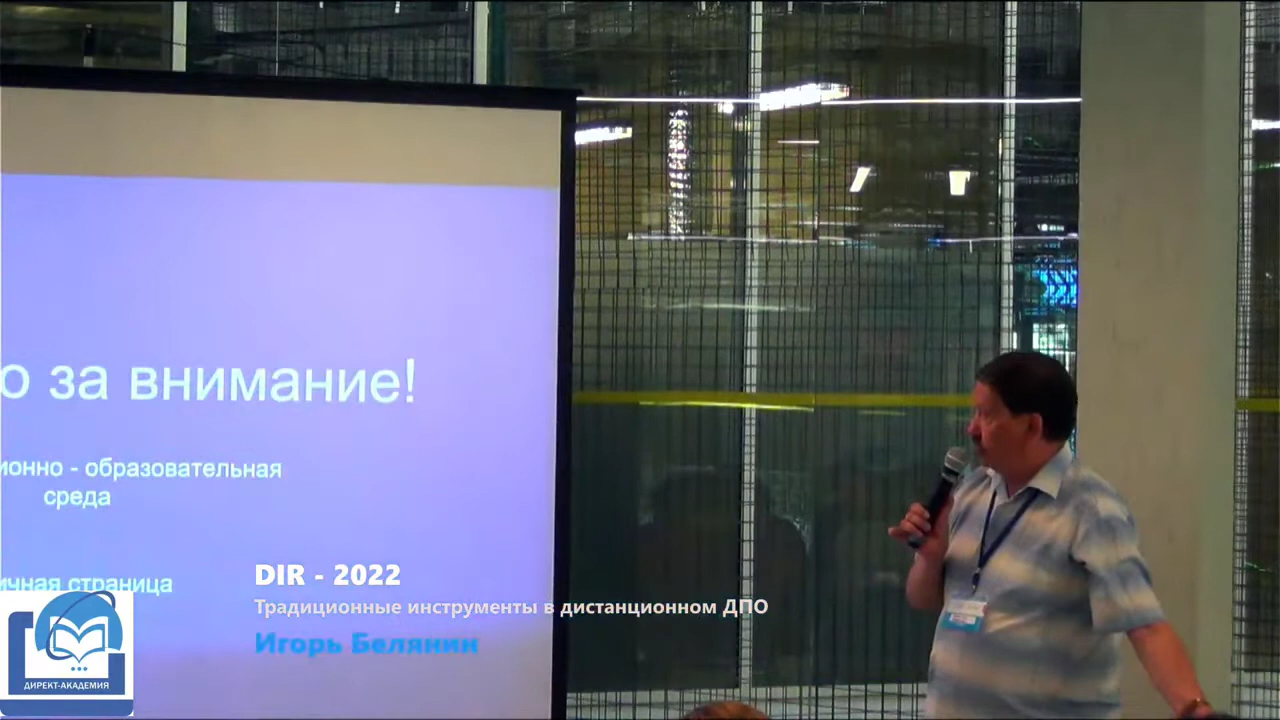 о за внимание!
ионно - образовательная
среда
ичная страница
DIR - 2022
Традиционные инструменты в дистанционном ДПО
Игорь Белянин
ДИРЕКТ-АКАДЕМИЯ